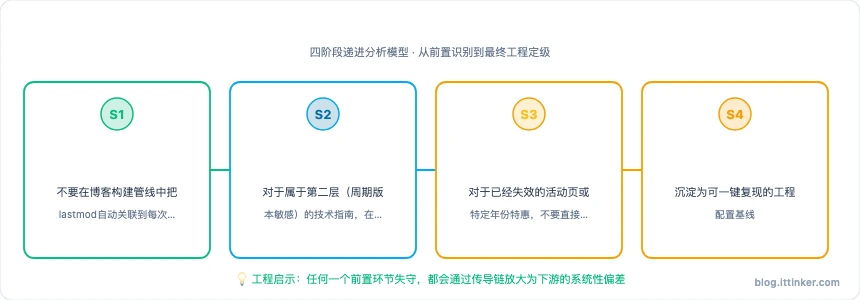 四阶段递进分析模型 · 从前置识别到最终工程定级
S1
不要在博客构建管线中把
lastmod自动关联到每次...
S2
对于属于第二层（周期版
本敏感）的技术指南，在...
S3
对于已经失效的活动页或
特定年份特惠，不要直接...
S4
沉淀为可一键复现的工程
配置基线
💡 工程启示：任何一个前置环节失守，都会通过传导链放大为下游的系统性偏差
blog.ittinker.com